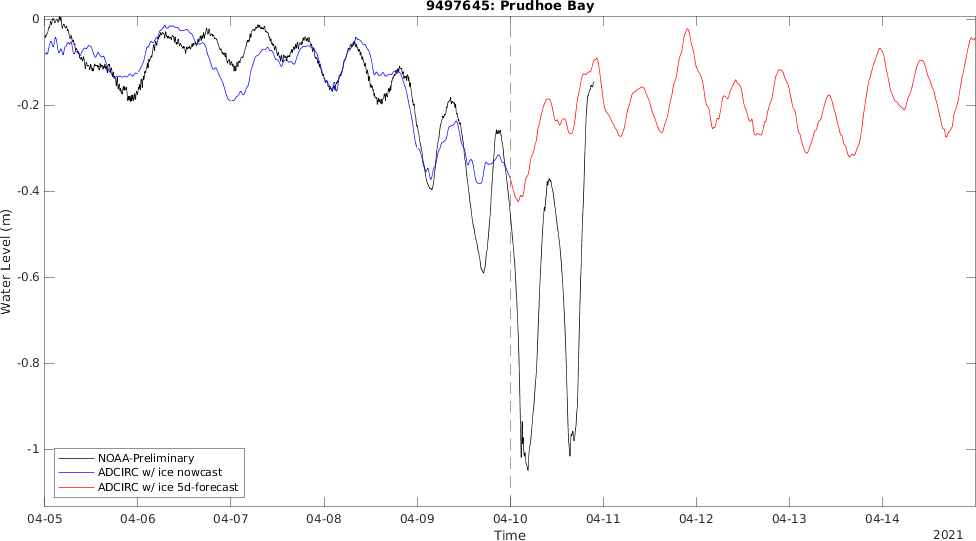 9497645: Prudhoe Bay
0
-0.2
-0.4
-0.6
-0.8
-1
Water Level (m)
NOAA-Preliminary
ADCIRC w/ ice nowcast
ADCIRC w/ ice 5d-forecast
04-05 04-06 04-07 04-08 04-09 04-10 04-11 04-12 04-13 04-14
Time
2021